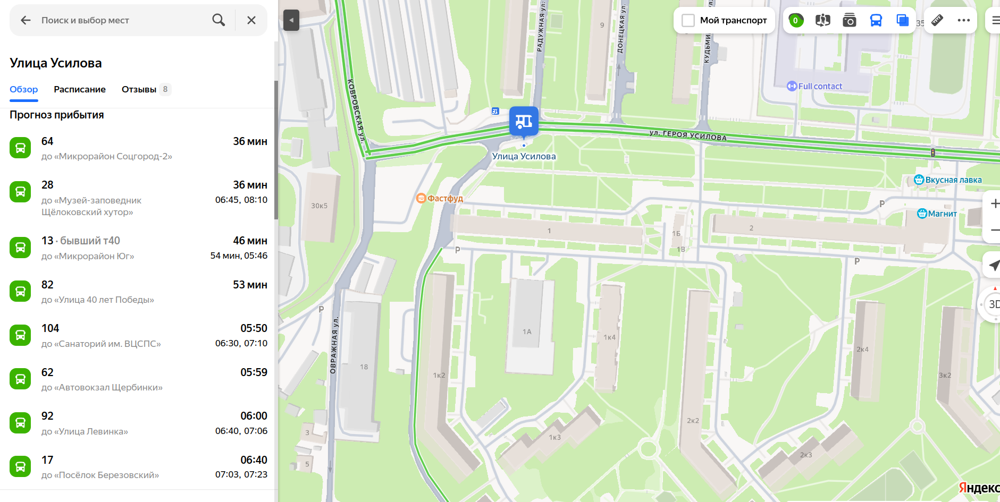 Поиск и выбор мест
Улица Усилова
Обзор
Расписание
Отзывы 8
Прогноз прибытия
64 36 мин
до «Микрорайон Соцгород-2»
28 36 мин
до «Музей-заповедник 06:45, 08:10
Щёлоковский хутор»
13 · бывший т40 46 мин
до «Микрорайон Юг» 54 мин, 05:46
82 53 мин
до «Улица 40 лет Победы»
104 05:50
до «Санаторий им. ВЦСПС» 06:30, 07:10
62 05:59
до «Автовокзал Щербинки»
92 06:00
до «Улица Левинка» 06:40, 07:06
17 06:40
до «Посёлок Березовский» 07:03, 07:23
Мой транспорт
0
35
РАДУЖНАЯ ул.
9
ДОНЕЦКАЯ ул.
КОВРОВСКАЯ ул.
Full contact
ул. ГЕРОЯ УСИЛОВА
Улица Усилова
Вкусная лавка
Фастфуд
30к5
P
Магнит
1
1Б
2
1В
P
P
3D
P
1А
1к4
2к4
ОВРАЖНАЯ ул.
18
1к2
3к2
2к2
3
1к3
2к3
5
Яндекс